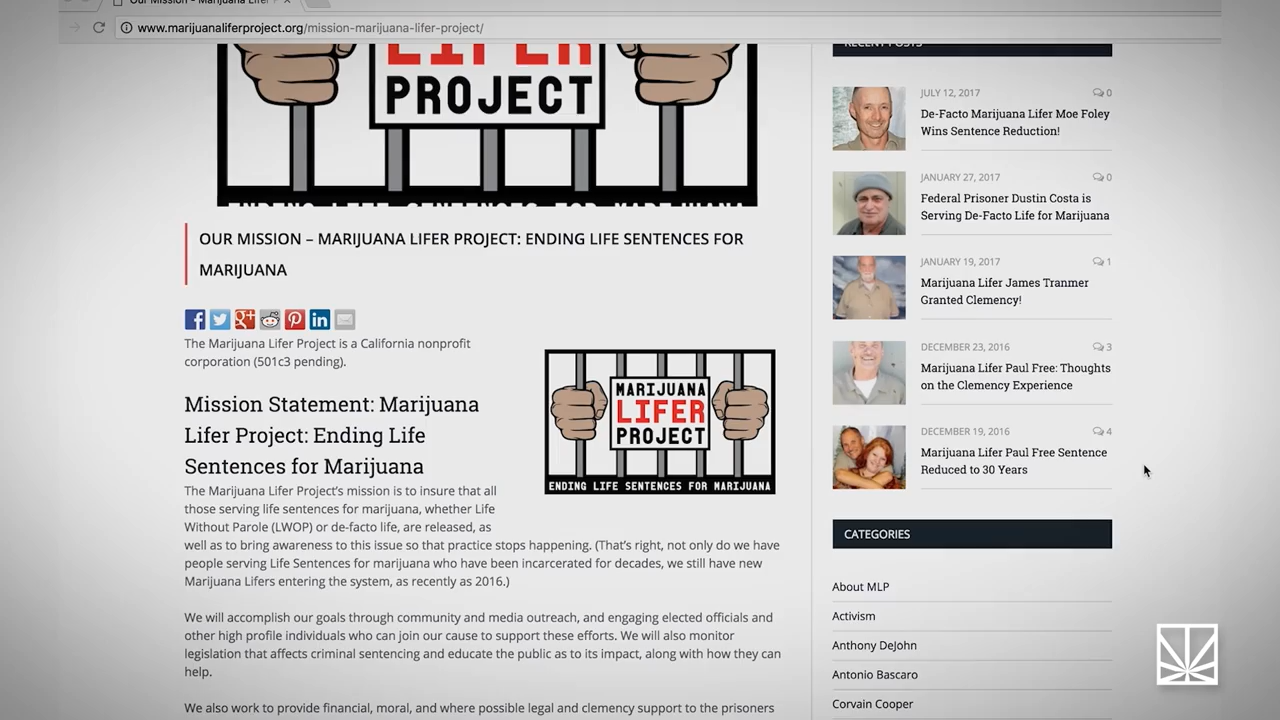 Our Mission - Marijuana Lifer P
www.marijuanaliferproject.org/mission-marijuana-lifer-project/
LIFER
PROJECT
ENDING LIFE SENTENCES FOR MARIJUANA
OUR MISSION – MARIJUANA LIFER PROJECT: ENDING LIFE SENTENCES FOR
MARIJUANA
The Marijuana Lifer Project is a California nonprofit
corporation (501c3 pending).
Mission Statement: Marijuana
Lifer Project: Ending Life
Sentences for Marijuana
MARIJUANA
LIFER
PROJECT
ENDING LIFE SENTENCES FOR MARIJUANA
The Marijuana Lifer Project’s mission is to insure that all
those serving life sentences for marijuana, whether Life
Without Parole (LWOP) or de-facto life, are released, as
well as to bring awareness to this issue so that practice stops happening. (That’s right, not only do we have
people serving Life Sentences for marijuana who have been incarcerated for decades, we still have new
Marijuana Lifers entering the system, as recently as 2016.)
We will accomplish our goals through community and media outreach, and engaging elected officials and
other high profile individuals who can join our cause to support these efforts. We will also monitor
legislation that affects criminal sentencing and educate the public as to its impact, along with how they can
help.
We also work to provide financial, moral, and where possible legal and clemency support to the prisoners
RECENT POSTS
JULY 12, 2017 0
De-Facto Marijuana Lifer Moe Foley
Wins Sentence Reduction!
JANUARY 27, 2017 0
Federal Prisoner Dustin Costa is
Serving De-Facto Life for Marijuana
JANUARY 19, 2017 1
Marijuana Lifer James Tranmer
Granted Clemency!
DECEMBER 23, 2016 3
Marijuana Lifer Paul Free: Thoughts
on the Clemency Experience
DECEMBER 19, 2016 4
Marijuana Lifer Paul Free Sentence
Reduced to 30 Years
CATEGORIES
About MLP
Activism
Anthony DeJohn
Antonio Bascaro
Corvain Cooper